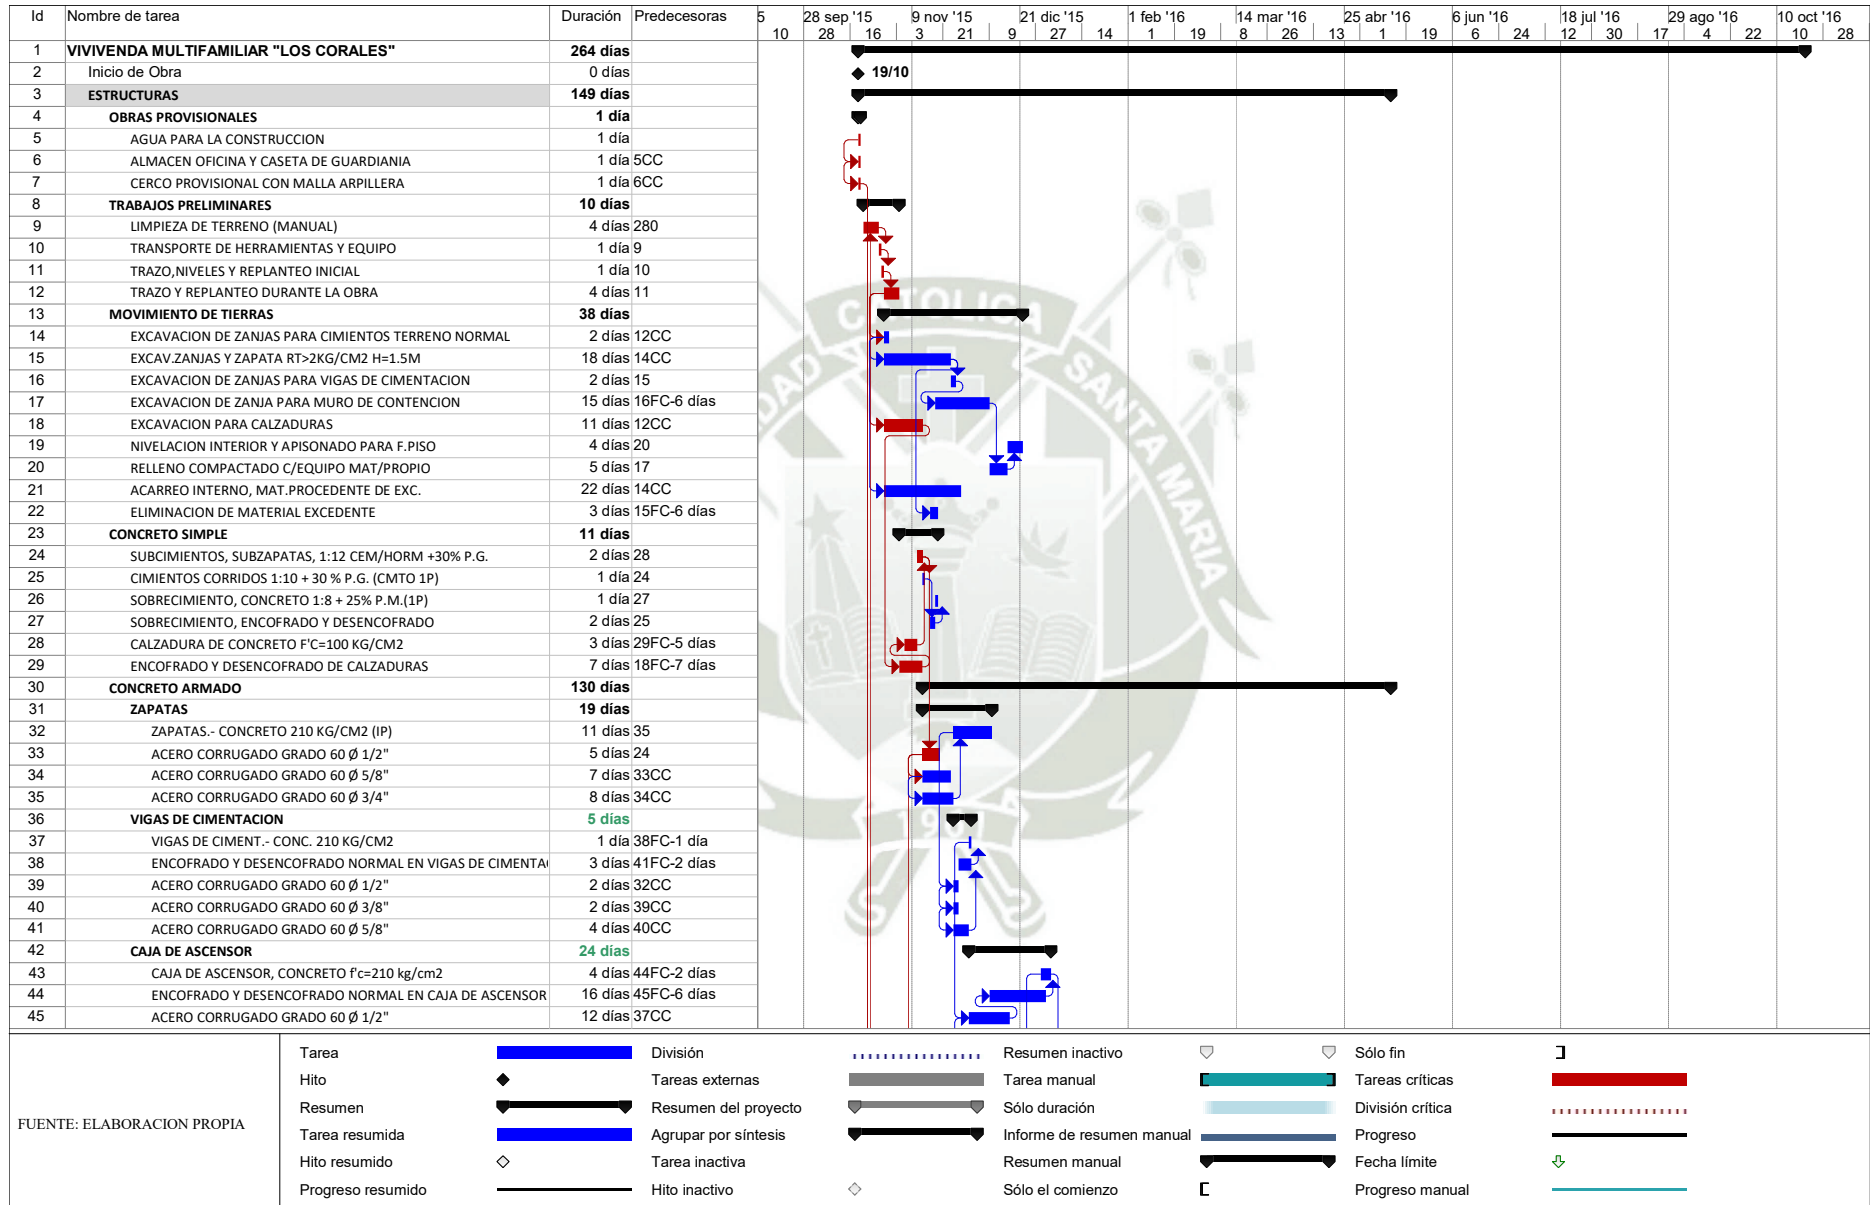 Id Nombre de tarea Duración Predecesoras 5 28 sep '15 9 nov '15 21 dic '15 1 feb '16 14 mar '16 25 abr '16 6 jun '16 18 jul '16 29 ago '16 10 oct '16
10 28 16 3 21 9 27 14 1 19 8 26 13 1 19 6 24 12 30 17 4 22 10 28
1 VIVIVENDA MULTIFAMILIAR "LOS CORALES" 264 días
2 Inicio de Obra 0 días 19/10
3 ESTRUCTURAS 149 días
4 OBRAS PROVISIONALES 1 día
5 AGUA PARA LA CONSTRUCCION 1 día
6 ALMACEN OFICINA Y CASETA DE GUARDIANIA 1 día 5CC
7 CERCO PROVISIONAL CON MALLA ARPILLERA 1 día 6CC
8 TRABAJOS PRELIMINARES 10 días
9 LIMPIEZA DE TERRENO (MANUAL) 4 días 280
10 TRANSPORTE DE HERRAMIENTAS Y EQUIPO 1 día 9
11 TRAZO,NIVELES Y REPLANTEO INICIAL 1 día 10
12 TRAZO Y REPLANTEO DURANTE LA OBRA 4 días 11
13 MOVIMIENTO DE TIERRAS 38 días
14 EXCAVACION DE ZANJAS PARA CIMIENTOS TERRENO NORMAL 2 días 12CC
15 EXCAV.ZANJAS Y ZAPATA RT>2KG/CM2 H=1.5M 18 días 14CC
16 EXCAVACION DE ZANJAS PARA VIGAS DE CIMENTACION 2 días 15
17 EXCAVACION DE ZANJA PARA MURO DE CONTENCION 15 días 16FC-6 días
18 EXCAVACION PARA CALZADURAS 11 días 12CC
19 NIVELACION INTERIOR Y APISONADO PARA F.PISO 4 días 20
20 RELLENO COMPACTADO C/EQUIPO MAT/PROPIO 5 días 17
21 ACARREO INTERNO, MAT.PROCEDENTE DE EXC. 22 días 14CC
22 ELIMINACION DE MATERIAL EXCEDENTE 3 días 15FC-6 días
23 CONCRETO SIMPLE 11 días
24 SUBCIMIENTOS, SUBZAPATAS, 1:12 CEM/HORM +30% P.G. 2 días 28
25 CIMIENTOS CORRIDOS 1:10 + 30 % P.G. (CMTO 1P) 1 día 24
26 SOBRECIMIENTO, CONCRETO 1:8 + 25% P.M.(1P) 1 día 27
27 SOBRECIMIENTO, ENCOFRADO Y DESENCOFRADO 2 días 25
28 CALZADURA DE CONCRETO F'C=100 KG/CM2 3 días 29FC-5 días
29 ENCOFRADO Y DESENCOFRADO DE CALZADURAS 7 días 18FC-7 días
30 CONCRETO ARMADO 130 días
31 ZAPATAS 19 días
32 ZAPATAS.- CONCRETO 210 KG/CM2 (IP) 11 días 35
33 ACERO CORRUGADO GRADO 60 Ø 1/2" 5 días 24
34 ACERO CORRUGADO GRADO 60 Ø 5/8" 7 días 33CC
35 ACERO CORRUGADO GRADO 60 Ø 3/4" 8 días 34CC
36 VIGAS DE CIMENTACION 5 días
37 VIGAS DE CIMENT.- CONC. 210 KG/CM2 1 día 38FC-1 día
38 ENCOFRADO Y DESENCOFRADO NORMAL EN VIGAS DE CIMENTA 3 días 41FC-2 días
39 ACERO CORRUGADO GRADO 60 Ø 1/2" 2 días 32CC
40 ACERO CORRUGADO GRADO 60 Ø 3/8" 2 días 39CC
41 ACERO CORRUGADO GRADO 60 Ø 5/8" 4 días 40CC
42 CAJA DE ASCENSOR 24 días
43 CAJA DE ASCENSOR, CONCRETO f'c=210 kg/cm2 4 días 44FC-2 días
44 ENCOFRADO Y DESENCOFRADO NORMAL EN CAJA DE ASCENSOR 16 días 45FC-6 días
45 ACERO CORRUGADO GRADO 60 Ø 1/2" 12 días 37CC
CATOLICA
SANTA MARIA
FUENTE: ELABORACION PROPIA
Tarea División Resumen inactivo Sólo fin
Hito Tareas externas Tarea manual Tareas críticas
Resumen Resumen del proyecto Sólo duración División crítica
Tarea resumida Agrupar por síntesis Informe de resumen manual Progreso
Hito resumido Tarea inactiva Resumen manual Fecha límite
Progreso resumido Hito inactivo Sólo el comienzo Progreso manual